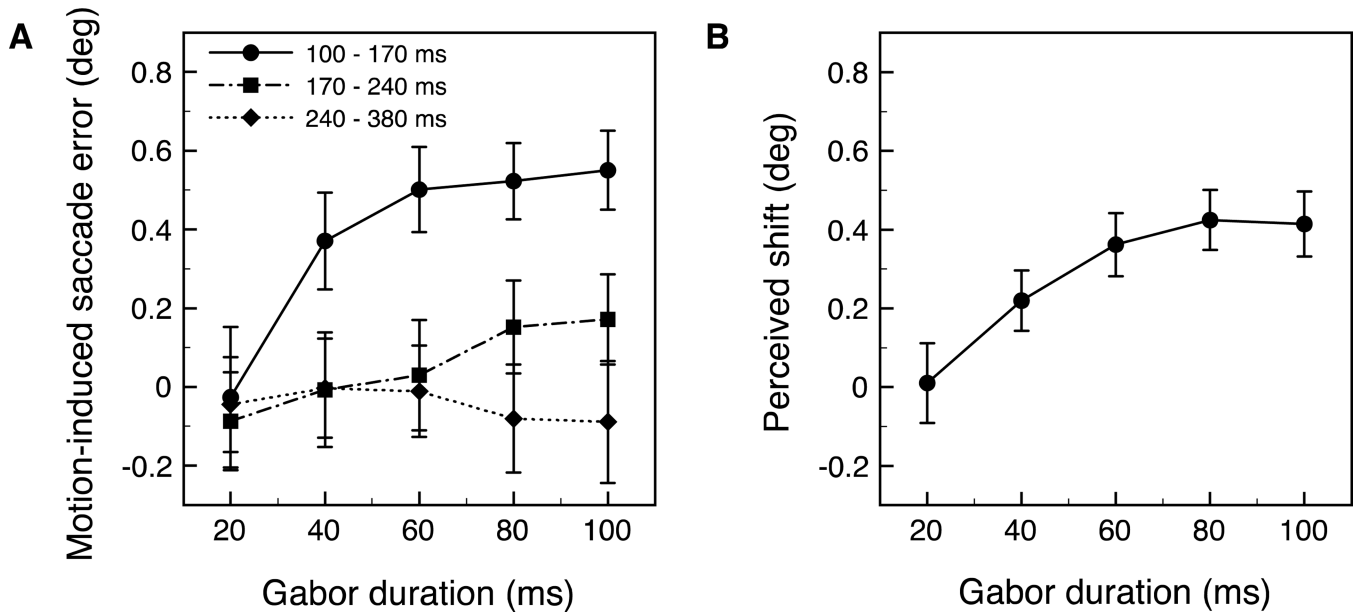 A
Motion-induced saccade error (deg)
100 - 170 ms
170 - 240 ms
240 - 380 ms
0.8
0.6
0.4
0.2
0
-0.2
20 40 60 80 100
Gabor duration (ms)
B
Perceived shift (deg)
0.8
0.6
0.4
0.2
0
-0.2
20 40 60 80 100
Gabor duration (ms)